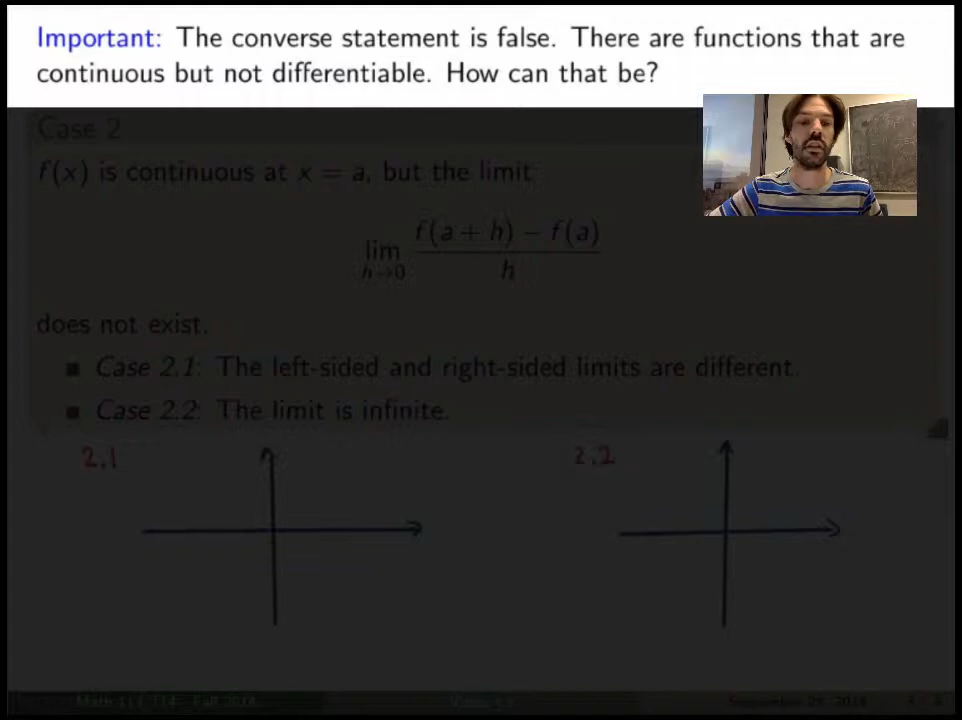 Important: The converse statement is false. There are functions that are
continuous but not differentiable. How can that be?
Case 2
f(x) is continuous at x = a, but the limit
lim h→0 f(a + h) − f(a) / h
does not exist.
Case 2.1: The left-sided and right-sided limits are different.
Case 2.2: The limit is infinite.
2.1
2.2